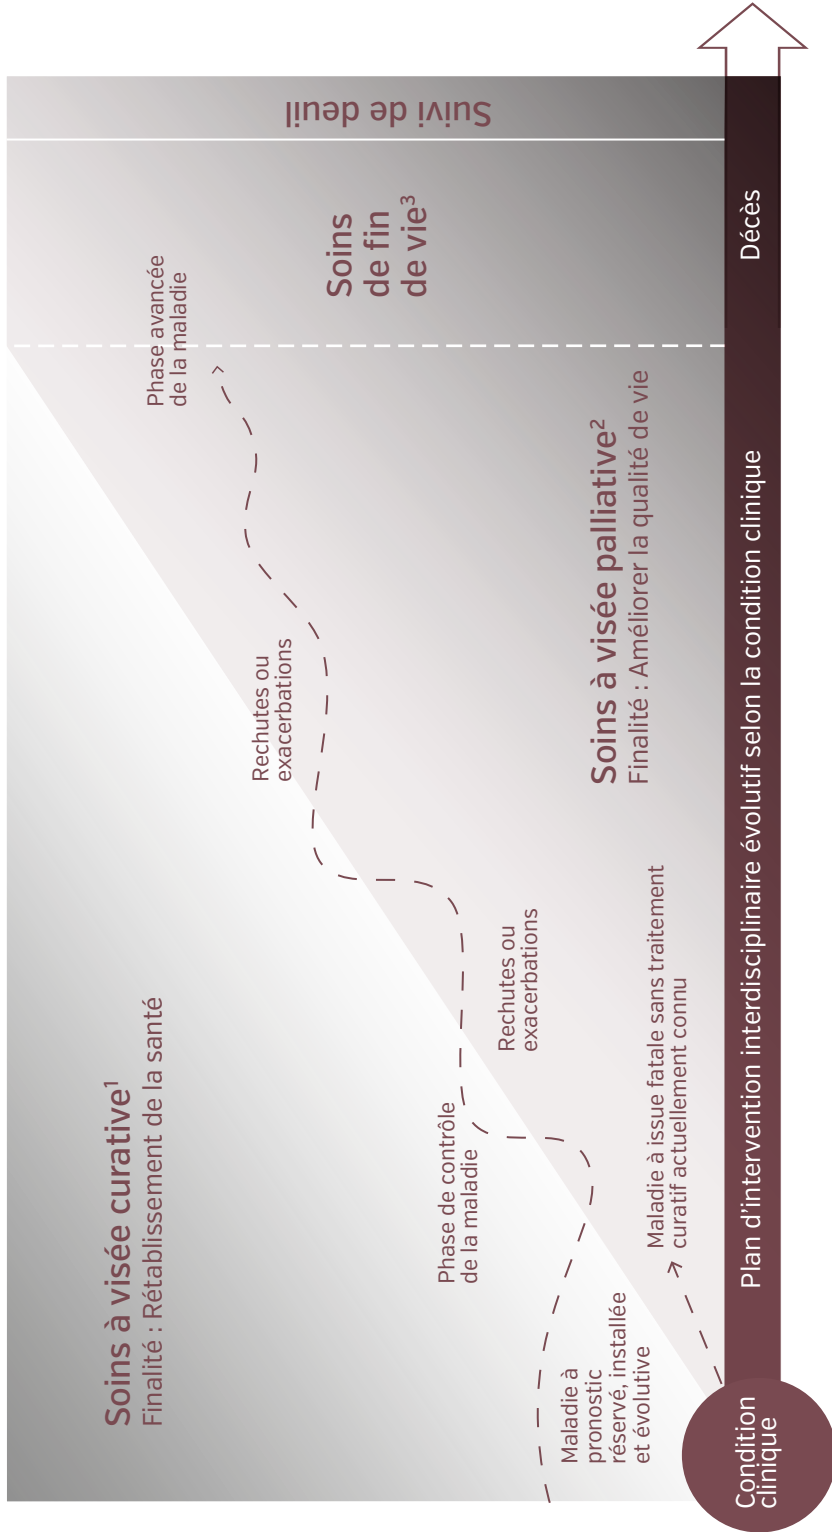 Soins à visée curative¹
Finalité : Rétablissement de la santé
Phase avancée
de la maladie
Suivi de deuil
Soins
de fin
de vie³
Rechutes ou
exacerbations
Phase de contrôle
de la maladie
Rechutes ou
exacerbations
Maladie à
pronostic
réservé, installée
et évolutive
Soins à visée palliative²
Finalité : Améliorer la qualité de vie
Maladie à issue fatale sans traitement
curatif actuellement connu
Condition
clinique
Plan d'intervention interdisciplinaire évolutif selon la condition clinique
Décès